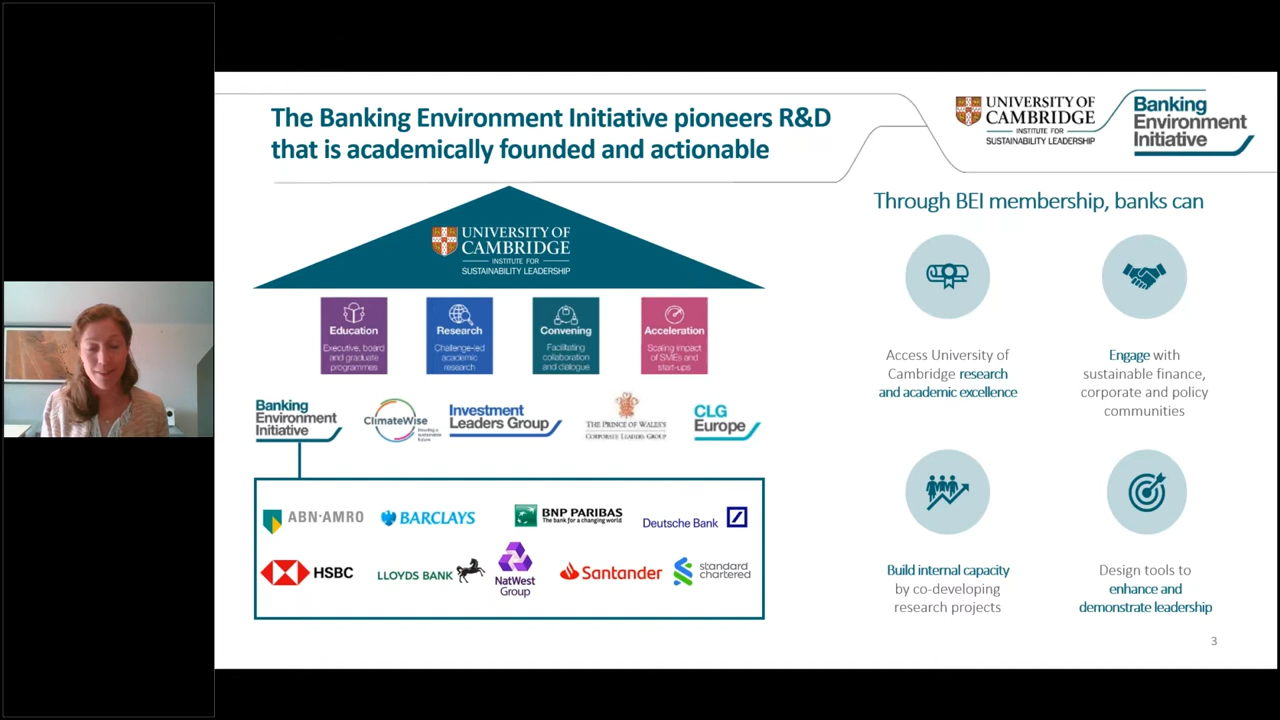 The Banking Environment Initiative pioneers R&D
that is academically founded and actionable
UNIVERSITY OF
CAMBRIDGE
INSTITUTE FOR
SUSTAINABILITY LEADERSHIP
Banking
Environment
Initiative
UNIVERSITY OF
CAMBRIDGE
INSTITUTE FOR
SUSTAINABILITY LEADERSHIP
Education
Executive, board
and graduate
programmes
Research
Challenge-led
academic
research
Convening
Facilitating
collaboration
and dialogue
Acceleration
Scaling impact
of SMEs and
start-ups
Banking
Environment
Initiative
ClimateWise
Investment
Leaders Group
THE PRINCE OF WALES'S
CORPORATE LEADERS GROUP
CLG
Europe
ABN·AMRO
BARCLAYS
BNP PARIBAS
The bank for a changing world
Deutsche Bank
HSBC
LLOYDS BANK
NatWest
Group
Santander
standard
chartered
Through BEI membership, banks can
Access University of
Cambridge research
and academic excellence
Engage with
sustainable finance,
corporate and policy
communities
Build internal capacity
by co-developing
research projects
Design tools to
enhance and
demonstrate leadership
3